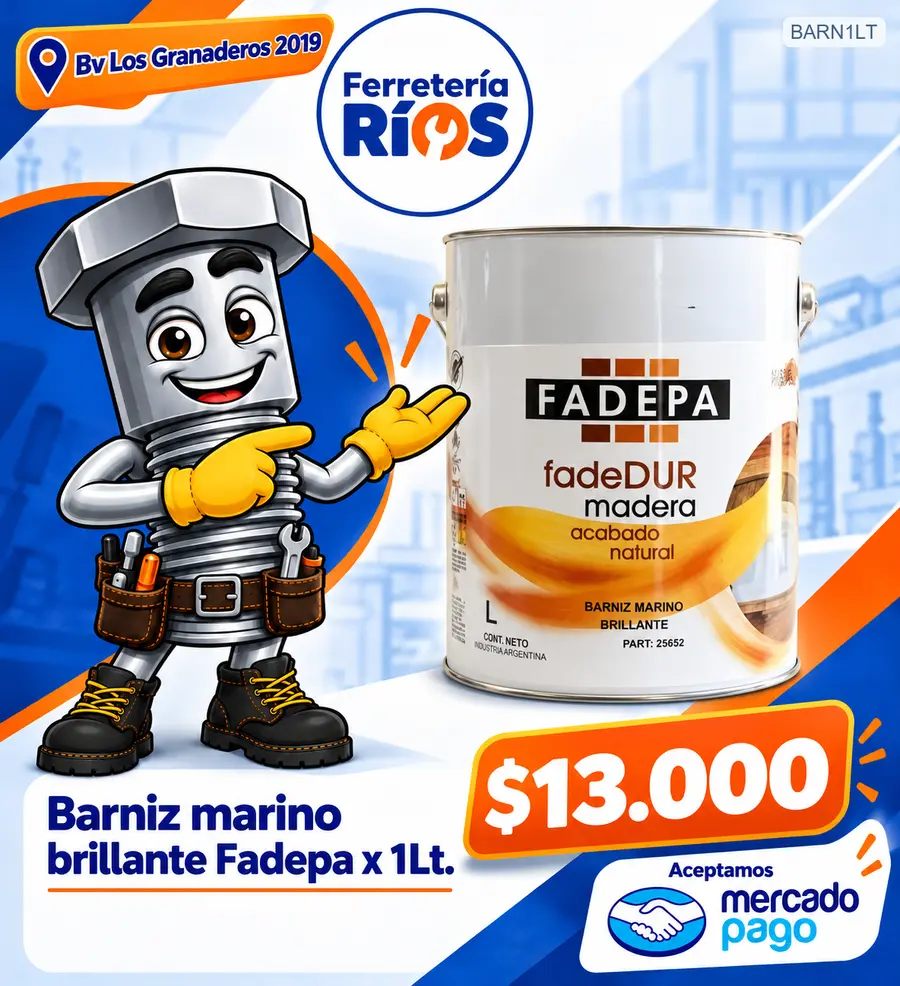 Bv Los Granaderos 2019
Ferretería
RÍOS
BARN1LT
FADEPA
fadeDUR
madera
acabado
natural
BARNIZ MARINO
BRILLANTE
PART: 25652
L
CONT. NETO
INDUSTRIA ARGENTINA
$13.000
Barniz marino
brillante Fadepa x 1Lt.
Aceptamos
mercado
pago